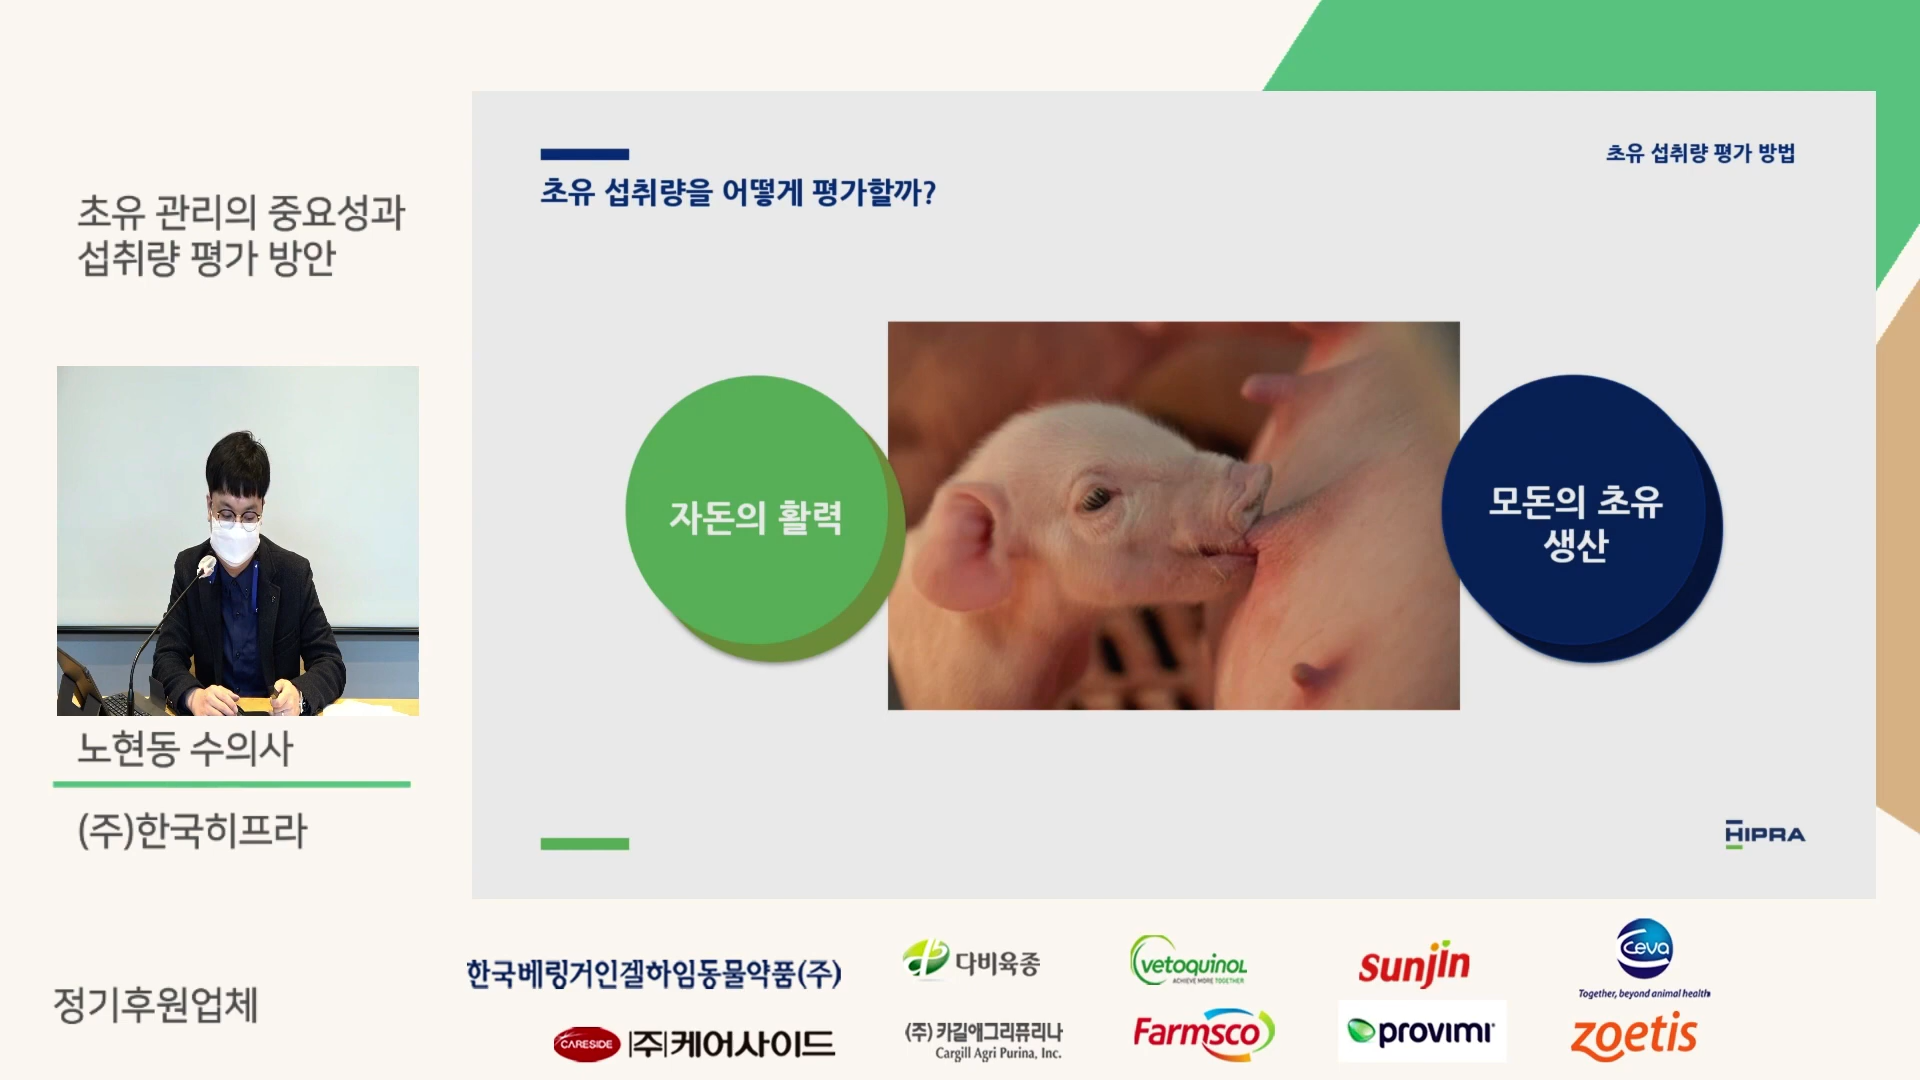 초유 관리의 중요성과
섭취량 평가 방안
노현동 수의사
(주)한국히프라
초유 섭취량 평가 방법
초유 섭취량을 어떻게 평가할까?
자돈의 활력
모돈의 초유
생산
HIPRA
정기후원업체
한국베링거인겔하임동물약품(주)
다비육종
vetoquinol
ACHIEVE MORE TOGETHER
sunjin
ceva
Together, beyond animal health
CARESIDE (주)케어사이드
(주) 카길애그리퓨리나
Cargill Agri Purina, Inc.
Farmsco
provimi
zoetis